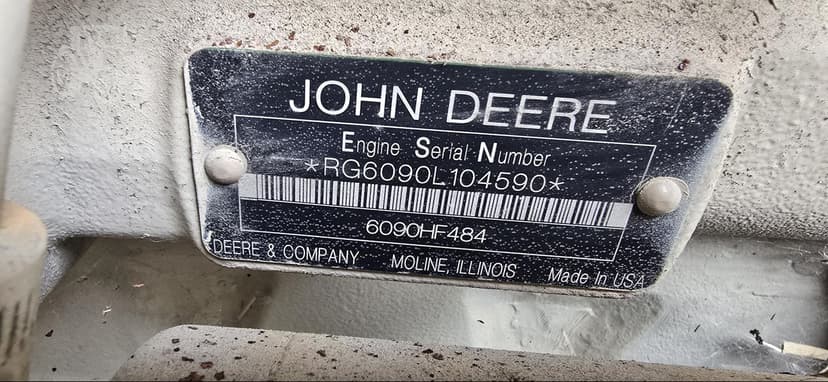 JOHN DEERE
Engine Serial Number
*RG6090L104590*
6090HF484
DEERE & COMPANY MOLINE, ILLINOIS Made In USA